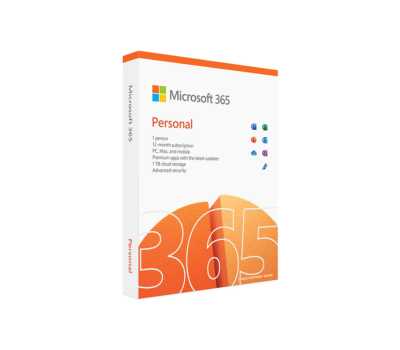 Microsoft 365
Personal
1 person
12-month subscription
PC, Mac, and mobile
Premium apps with the latest updates
1 TB cloud storage
Advanced security
365
Microsoft 365
Personal